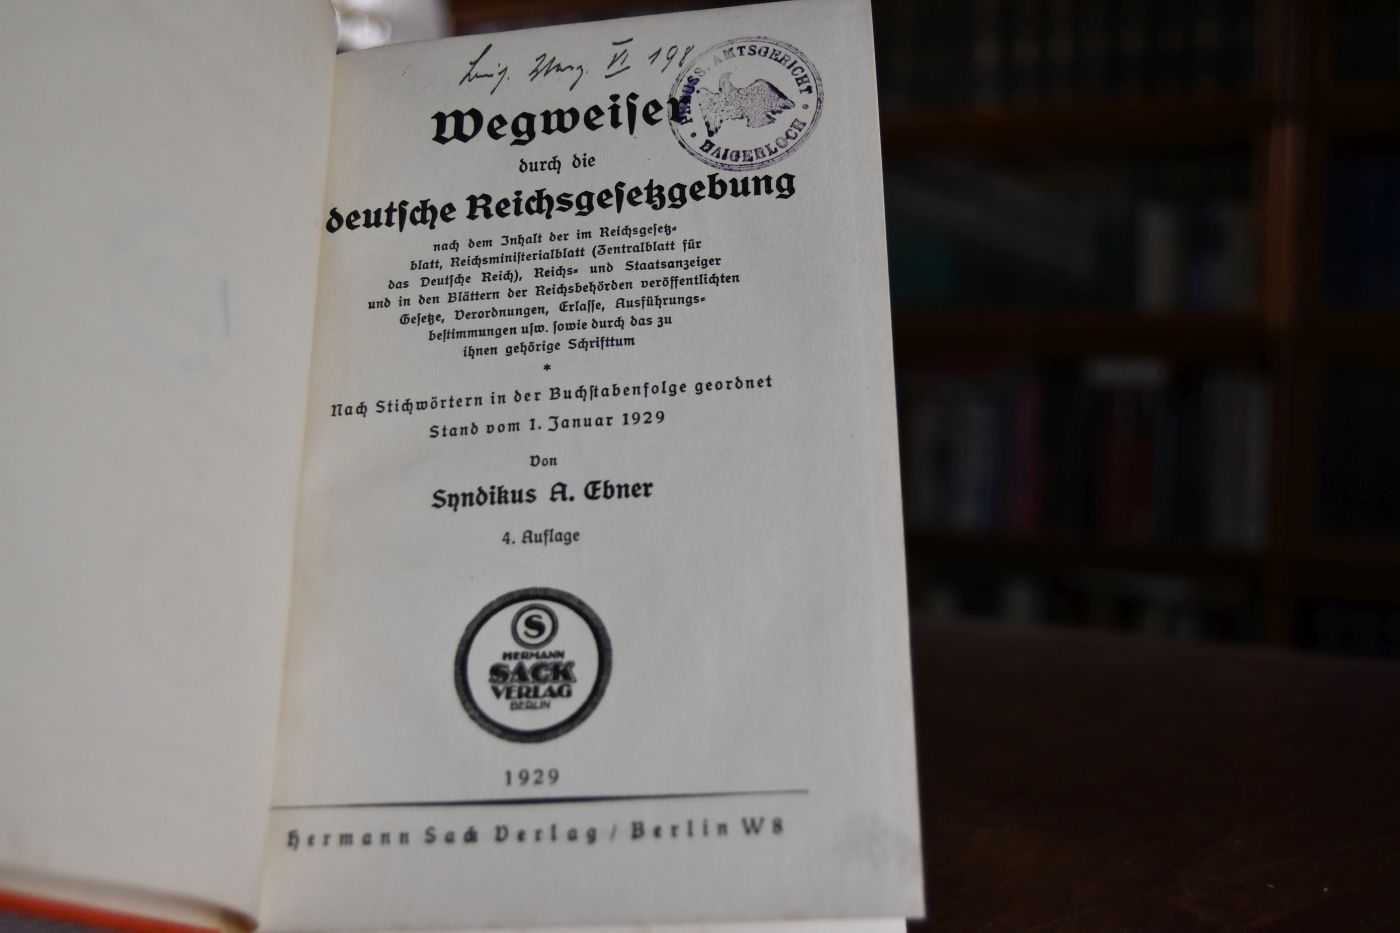 VI 198
Wegweiſer
PREUSS. AMTSGERICHT
HAIGERLOCH
durch die
deutſche Reichsgeſetzgebung
nach dem Inhalt der im Reichsgeſetz-
blatt, Reichsminiſterialblatt (Zentralblatt für
das Deutſche Reich), Reichs- und Staatsanzeiger
und in den Blättern der Reichsbehörden veröffentlichten
Geſetze, Verordnungen, Erlaſſe, Ausführungs-
beſtimmungen uſw. ſowie durch das zu
ihnen gehörige Schrifttum
*
Nach Stichwörtern in der Buchſtabenfolge geordnet
Stand vom 1. Januar 1929
Von
Syndikus A. Ebner
4. Auflage
S
HERMANN
SACK
VERLAG
BERLIN
1929
Hermann Sack Verlag / Berlin W 8